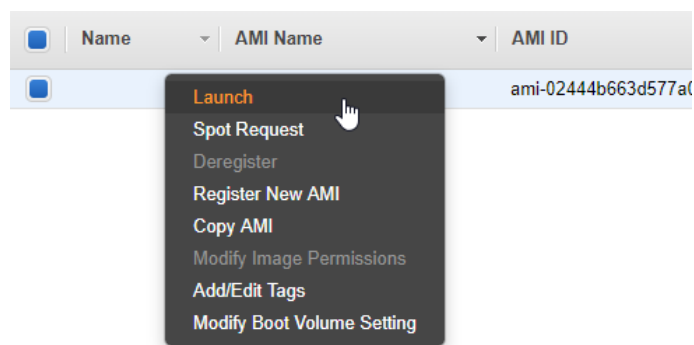 Name AMI Name AMI ID
ami-02444b663d577a0
Launch
Spot Request
Deregister
Register New AMI
Copy AMI
Modify Image Permissions
Add/Edit Tags
Modify Boot Volume Setting